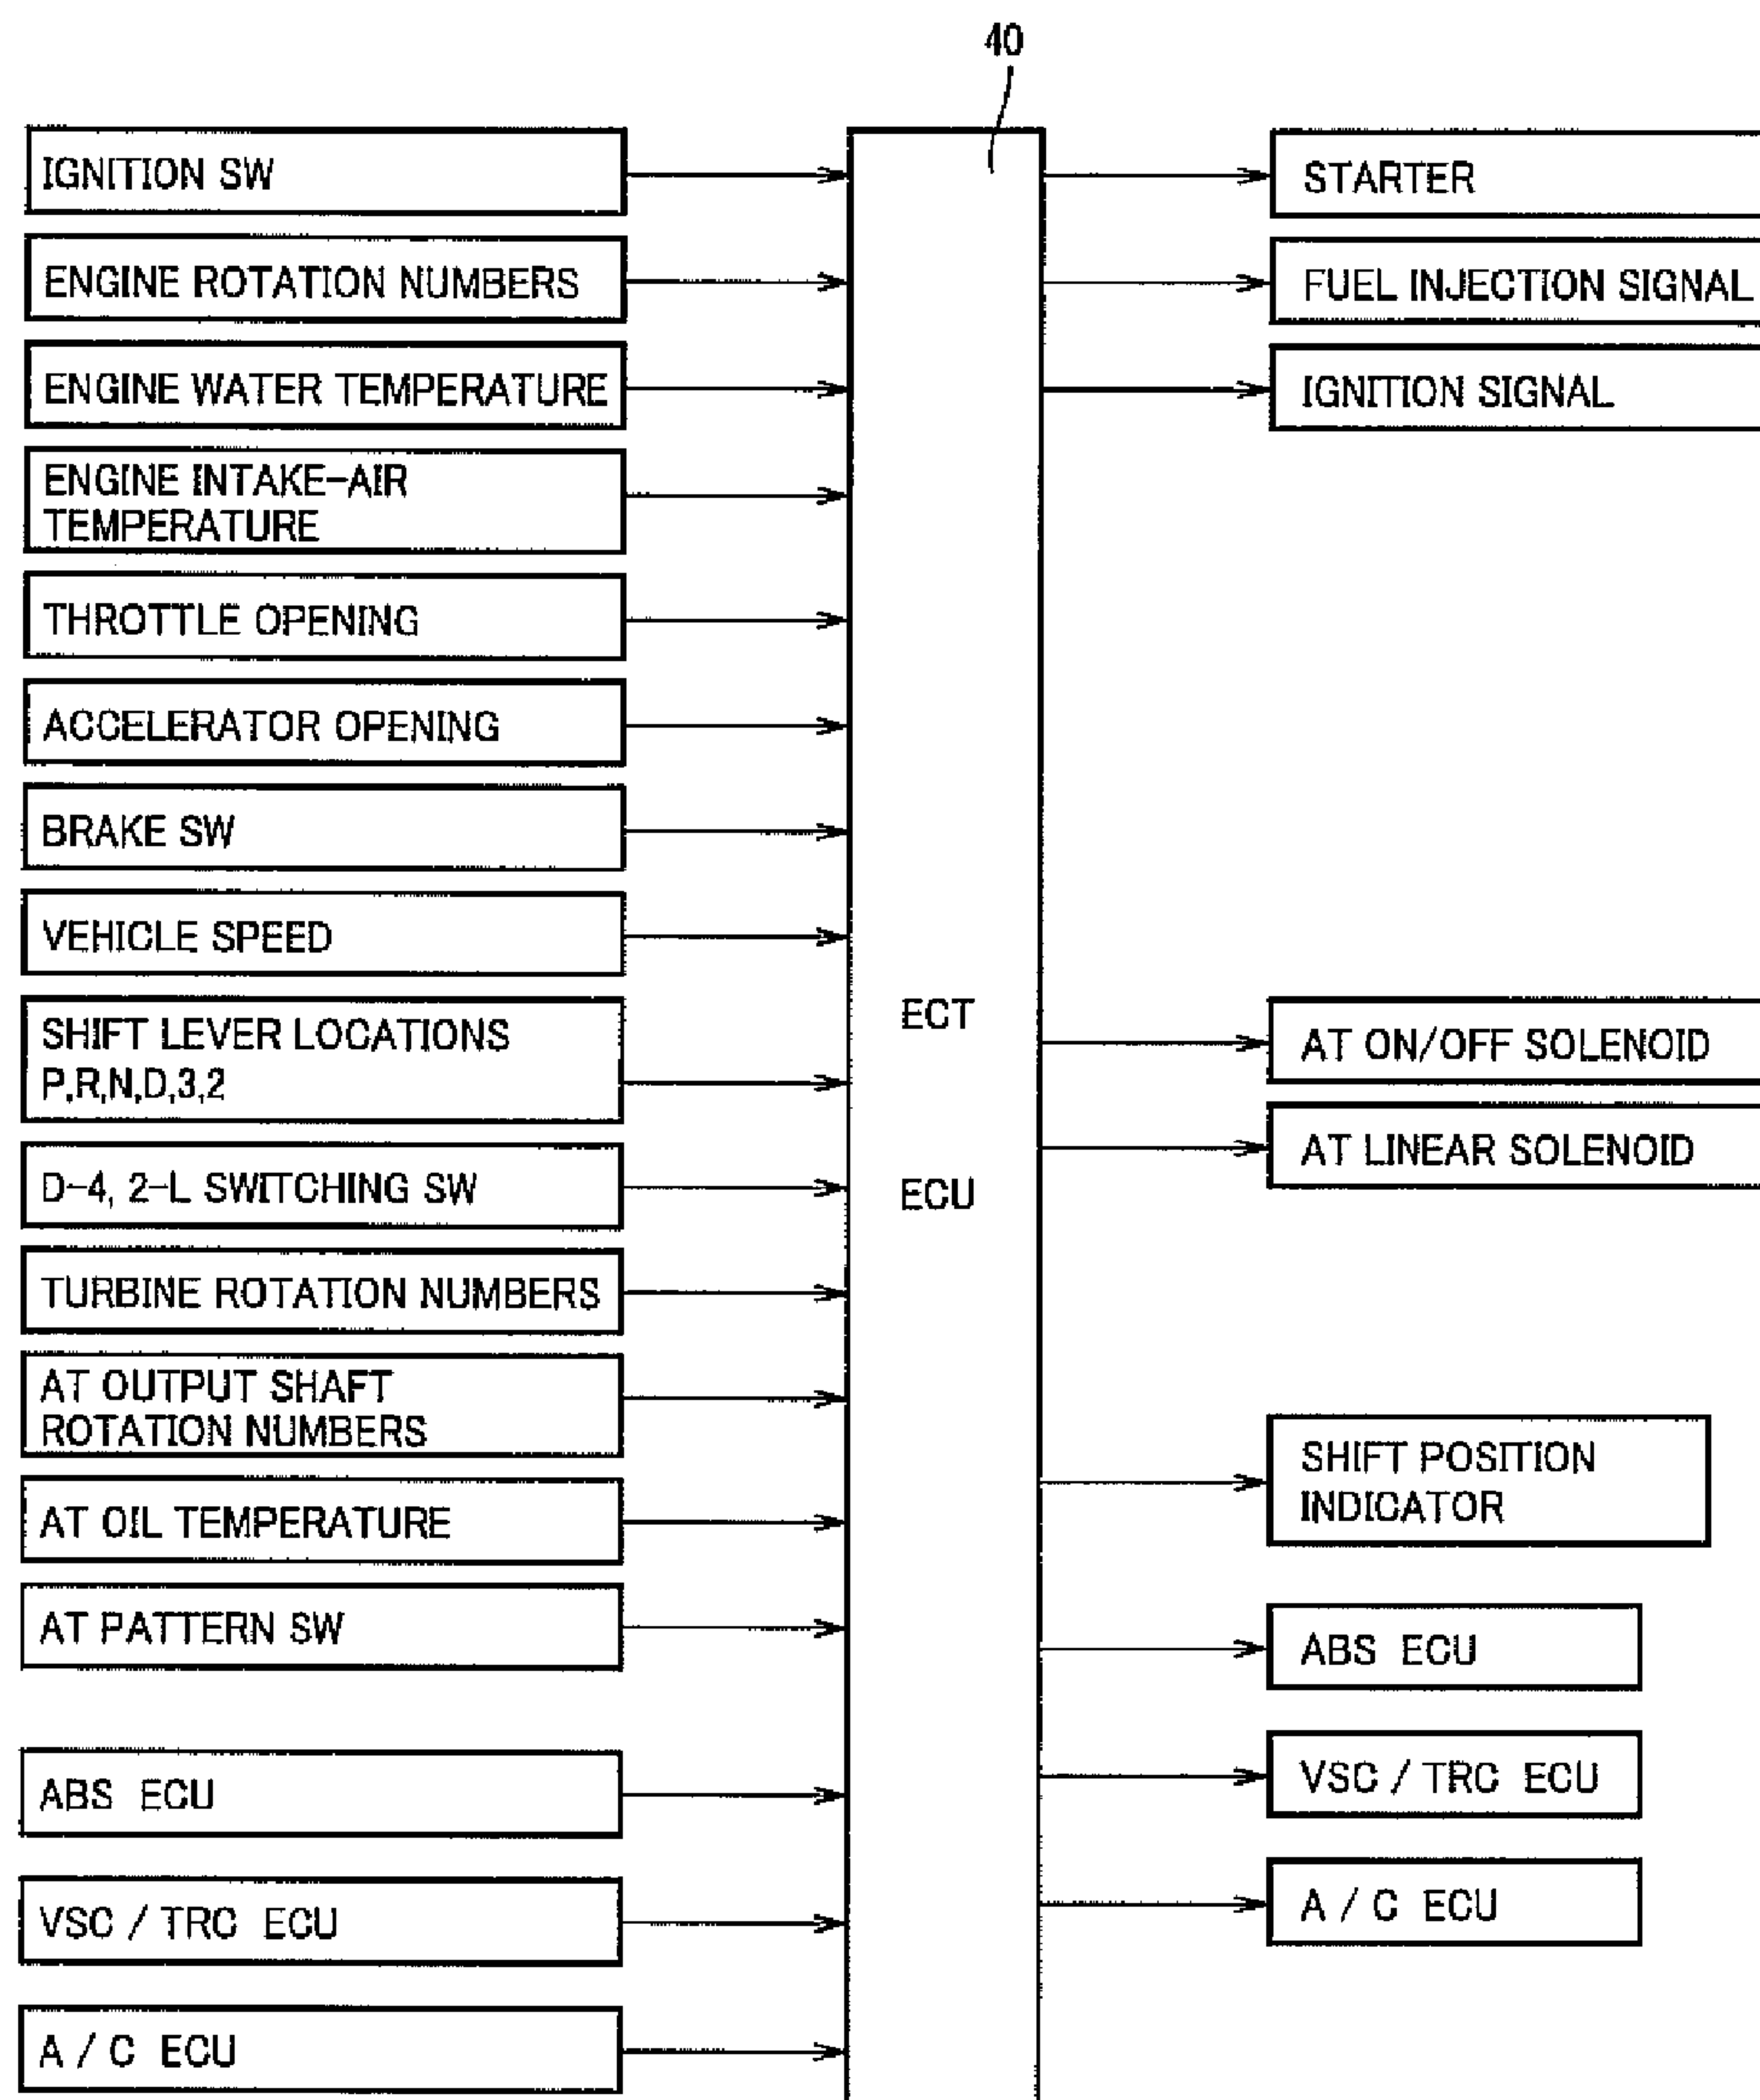 40
IGNITION SW
ENGINE ROTATION NUMBERS
ENGINE WATER TEMPERATURE
ENGINE INTAKE-AIR
TEMPERATURE
THROTTLE OPENING
ACCELERATOR OPENING
BRAKE SW
VEHICLE SPEED
SHIFT LEVER LOCATIONS
P,R,N,D,3,2
D-4, 2-L SWITCHING SW
TURBINE ROTATION NUMBERS
AT OUTPUT SHAFT
ROTATION NUMBERS
AT OIL TEMPERATURE
AT PATTERN SW
ABS ECU
VSC / TRC ECU
A / C ECU
ECT
ECU
STARTER
FUEL INJECTION SIGNAL
IGNITION SIGNAL
AT ON/OFF SOLENOID
AT LINEAR SOLENOID
SHIFT POSITION
INDICATOR
ABS ECU
VSC / TRC ECU
A / C ECU